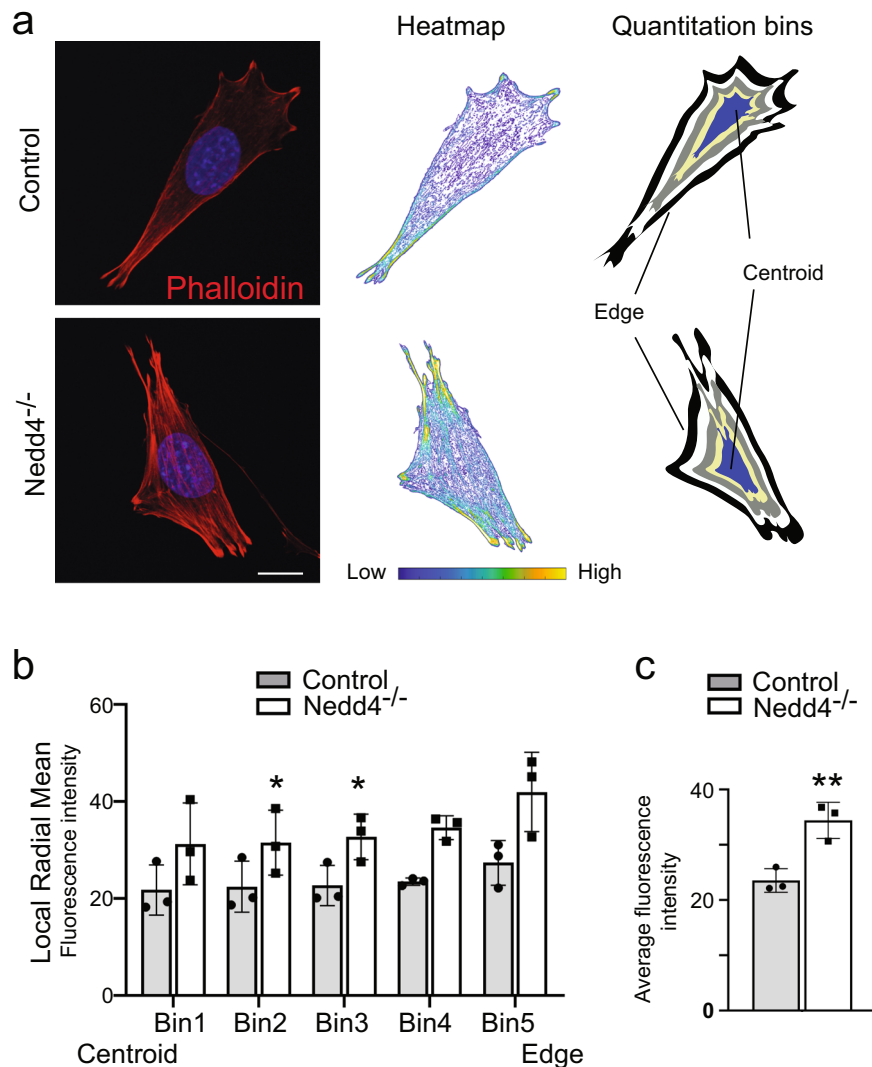 a
Heatmap
Quantitation bins
Control
Phalloidin
Edge
Centroid
Nedd4-/-
Low
High
b
Control
Nedd4-/-
Local Radial Mean
Fluorescence intensity
60
40
20
0
*
*
Bin1
Bin2
Bin3
Bin4
Bin5
Centroid
Edge
c
Control
Nedd4-/-
Average fluorescence
intensity
40
20
0
**